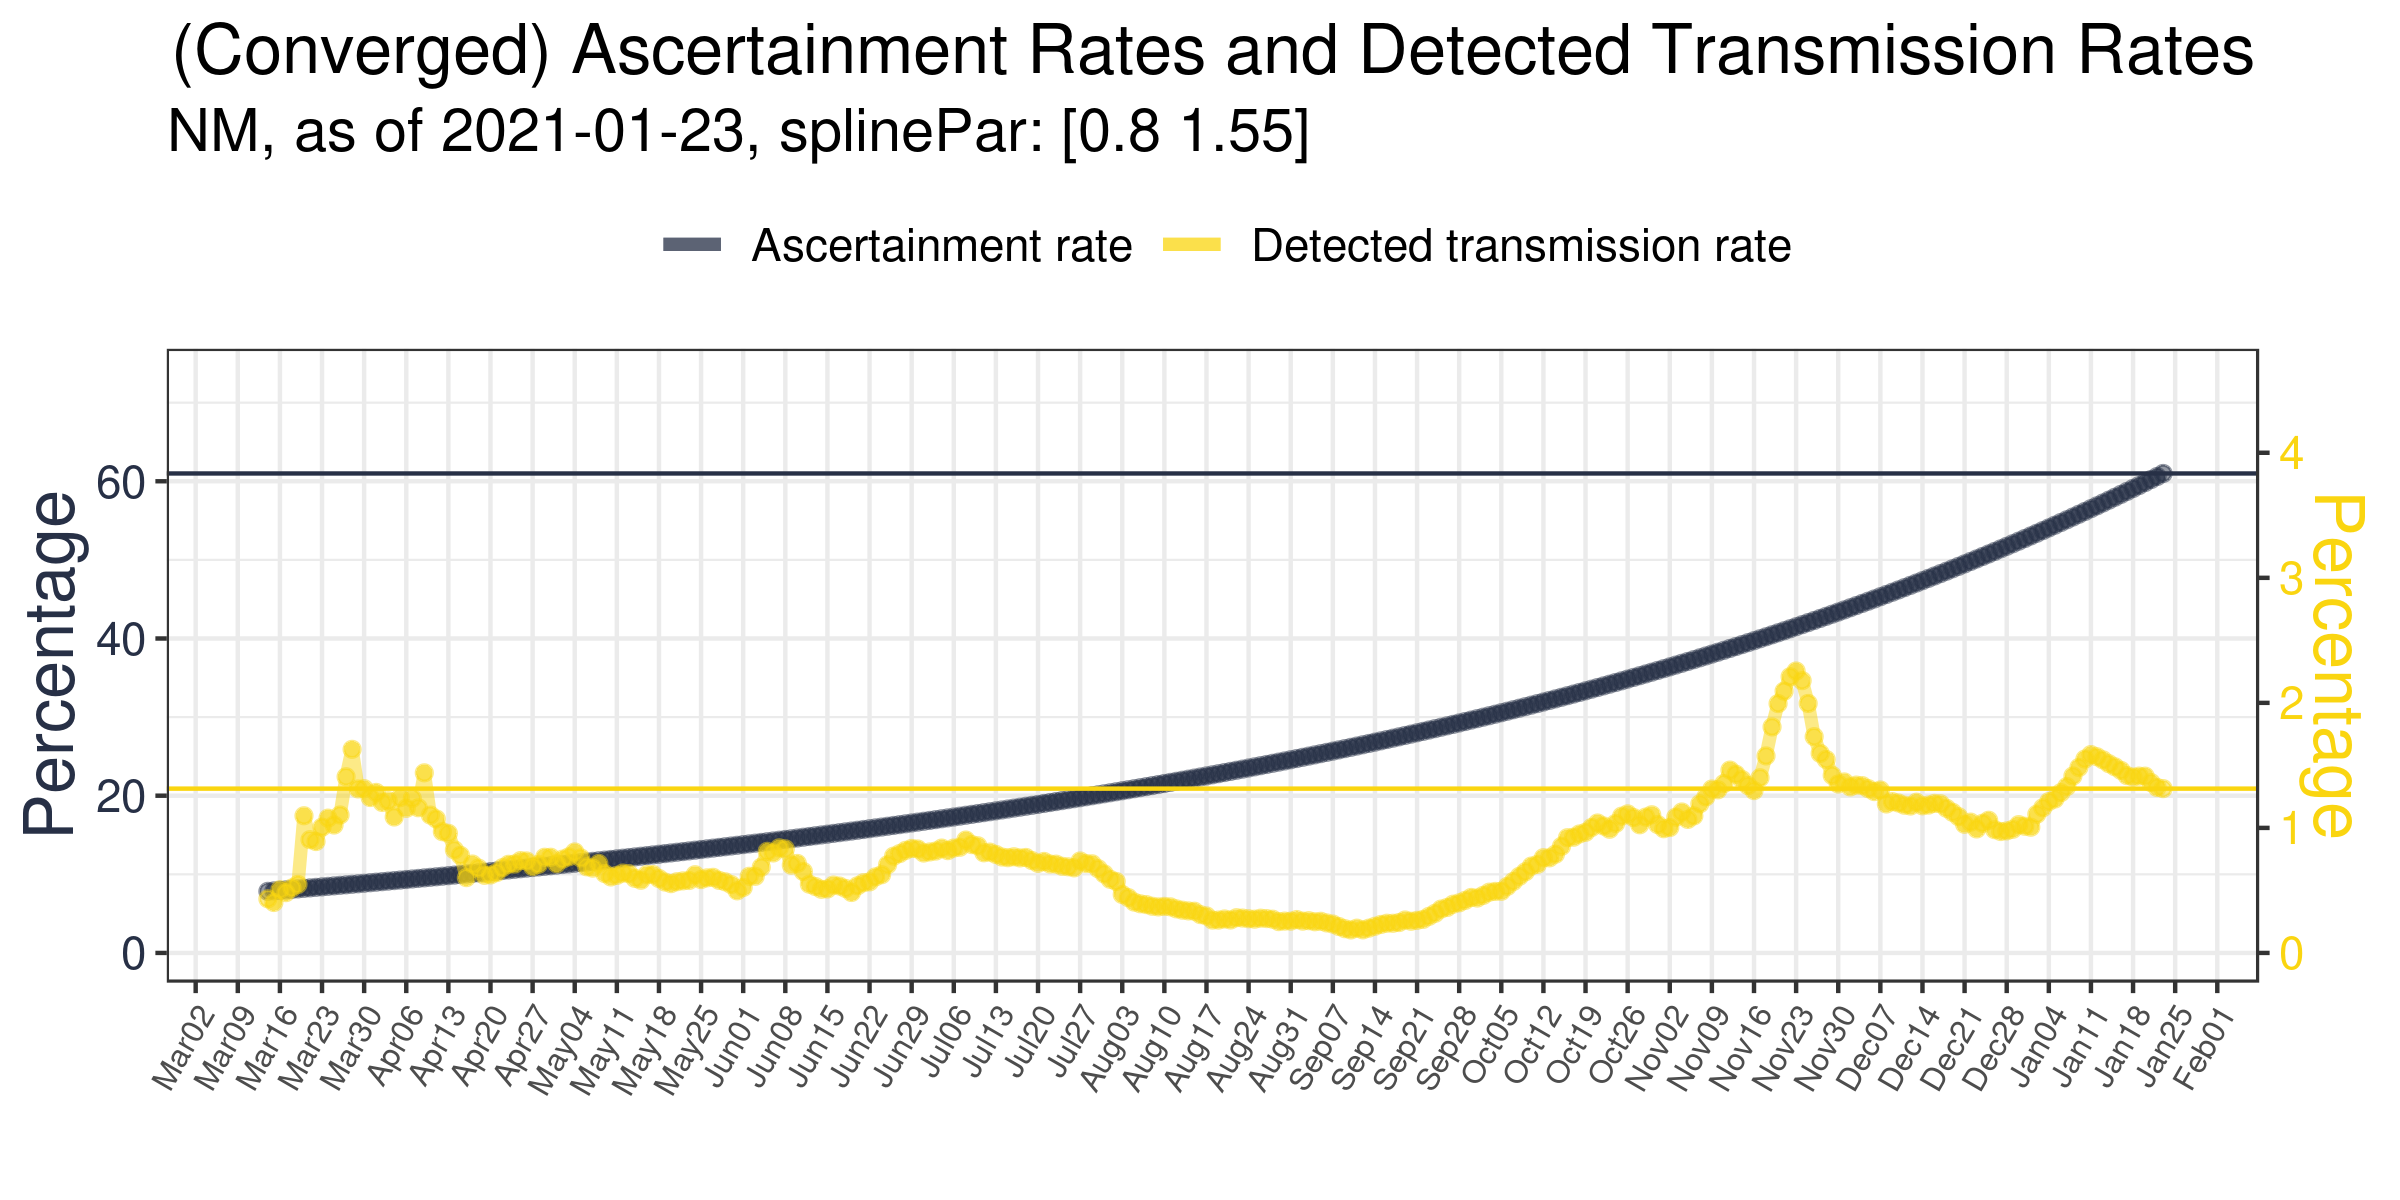 (Converged) Ascertainment Rates and Detected Transmission Rates
NM, as of 2021-01-23, splinePar: [0.8 1.55]
Ascertainment rate Detected transmission rate
Percentage
60
40
20
0
4
3
2
1
0
Percentage
Mar02 Mar09 Mar16 Mar23 Mar30 Apr06 Apr13 Apr20 Apr27 May04 May11 May18 May25 Jun01 Jun08 Jun15 Jun22 Jun29 Jul06 Jul13 Jul20 Jul27 Aug03 Aug10 Aug17 Aug24 Aug31 Sep07 Sep14 Sep21 Sep28 Oct05 Oct12 Oct19 Oct26 Nov02 Nov09 Nov16 Nov23 Nov30 Dec07 Dec14 Dec21 Dec28 Jan04 Jan11 Jan18 Jan25 Feb01